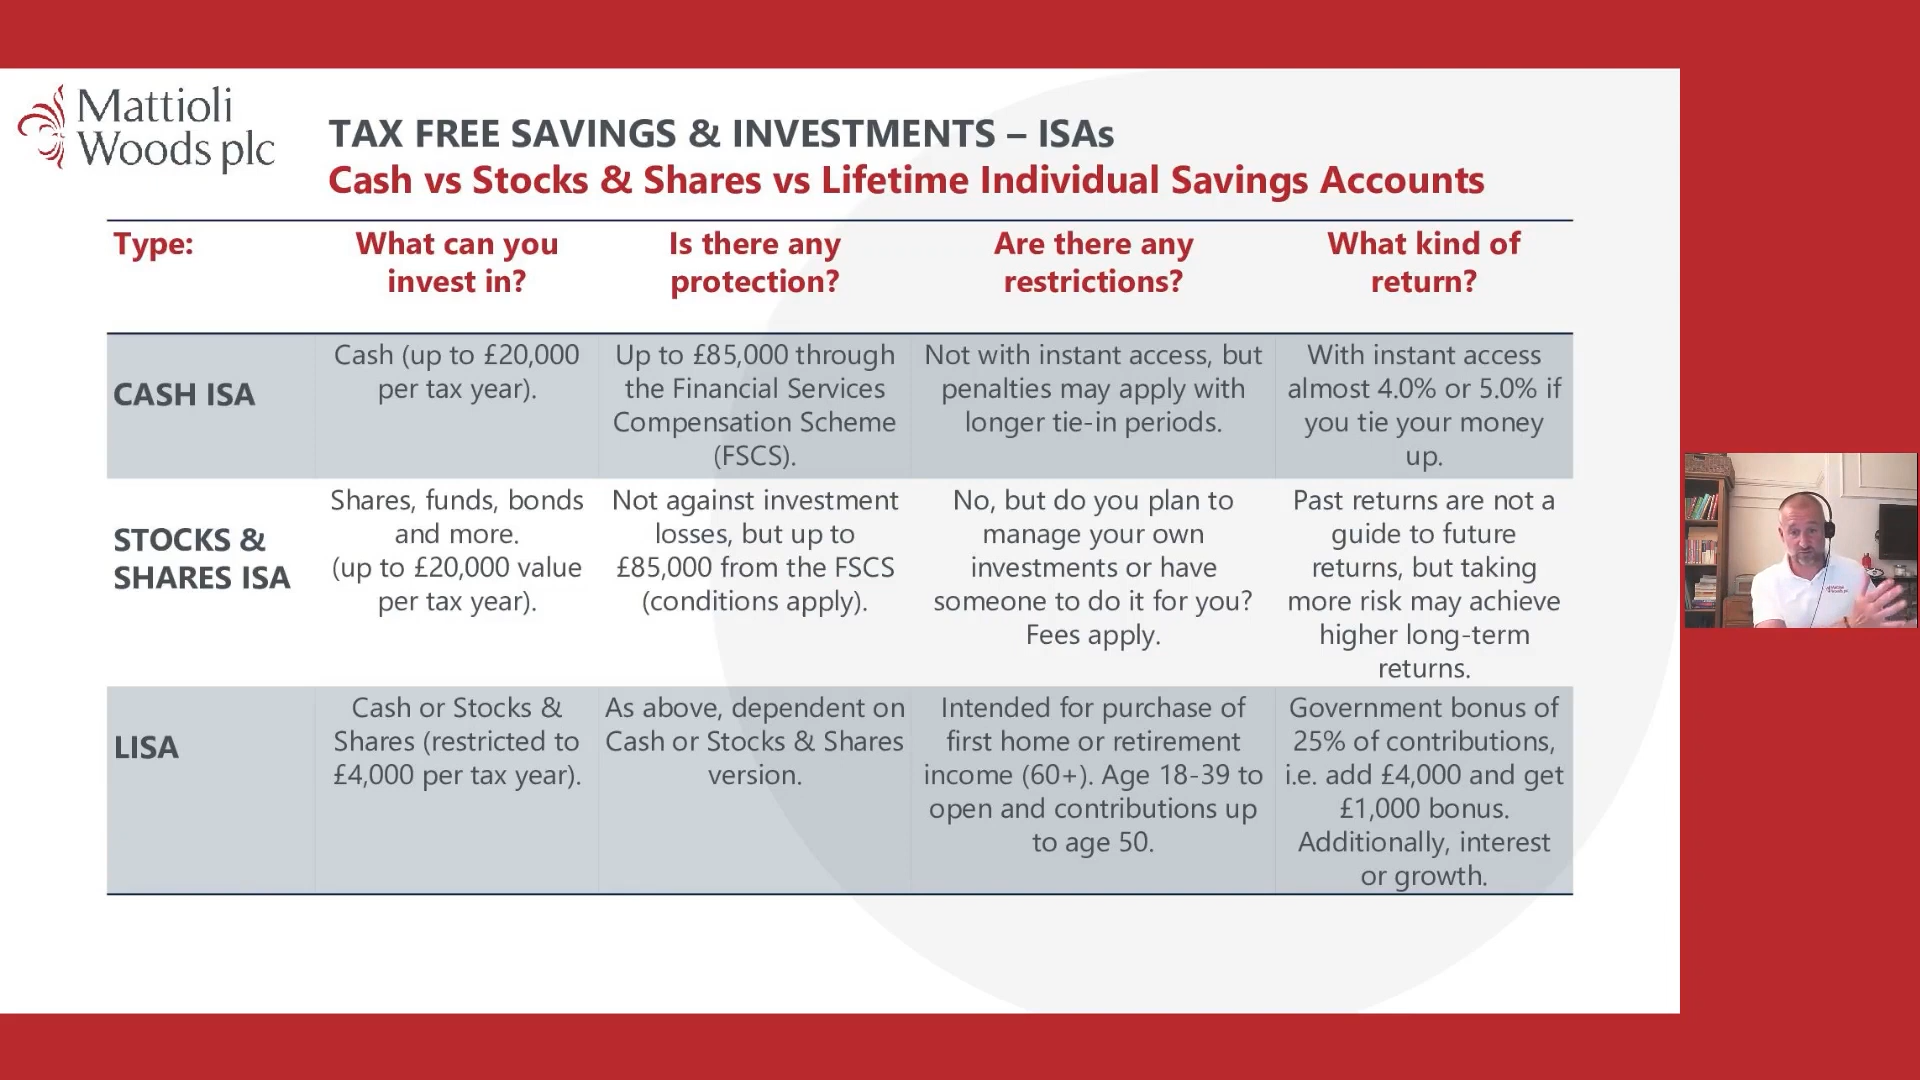 Mattioli
Woods plc
TAX FREE SAVINGS & INVESTMENTS – ISAs
Cash vs Stocks & Shares vs Lifetime Individual Savings Accounts
Type:
What can you
invest in?
Is there any
protection?
Are there any
restrictions?
What kind of
return?
CASH ISA
Cash (up to £20,000
per tax year).
Up to £85,000 through
the Financial Services
Compensation Scheme
(FSCS).
Not with instant access, but
penalties may apply with
longer tie-in periods.
With instant access
almost 4.0% or 5.0% if
you tie your money
up.
STOCKS &
SHARES ISA
Shares, funds, bonds
and more.
(up to £20,000 value
per tax year).
Not against investment
losses, but up to
£85,000 from the FSCS
(conditions apply).
No, but do you plan to
manage your own
investments or have
someone to do it for you?
Fees apply.
Past returns are not a
guide to future
returns, but taking
more risk may achieve
higher long-term
returns.
LISA
Cash or Stocks &
Shares (restricted to
£4,000 per tax year).
As above, dependent on
Cash or Stocks & Shares
version.
Intended for purchase of
first home or retirement
income (60+). Age 18-39 to
open and contributions up
to age 50.
Government bonus of
25% of contributions,
i.e. add £4,000 and get
£1,000 bonus.
Additionally, interest
or growth.